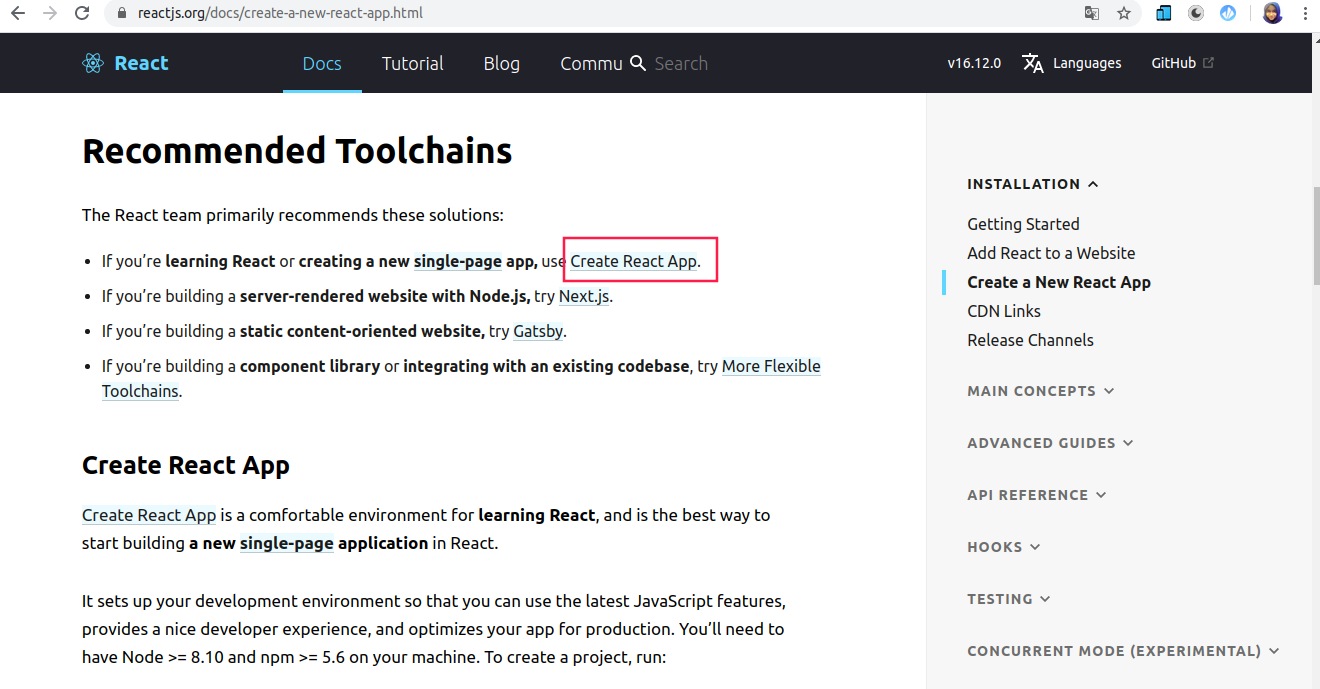 reactjs.org/docs/create-a-new-react-app.html
React
Docs
Tutorial
Blog
Commu
Search
v16.12.0
Languages
GitHub
Recommended Toolchains
The React team primarily recommends these solutions:
If you’re learning React or creating a new single-page app, use Create React App.
If you’re building a server-rendered website with Node.js, try Next.js.
If you’re building a static content-oriented website, try Gatsby.
If you’re building a component library or integrating with an existing codebase, try More Flexible
Toolchains.
Create React App
Create React App is a comfortable environment for learning React, and is the best way to
start building a new single-page application in React.
It sets up your development environment so that you can use the latest JavaScript features,
provides a nice developer experience, and optimizes your app for production. You’ll need to
have Node >= 8.10 and npm >= 5.6 on your machine. To create a project, run:
INSTALLATION
Getting Started
Add React to a Website
Create a New React App
CDN Links
Release Channels
MAIN CONCEPTS
ADVANCED GUIDES
API REFERENCE
HOOKS
TESTING
CONCURRENT MODE (EXPERIMENTAL)